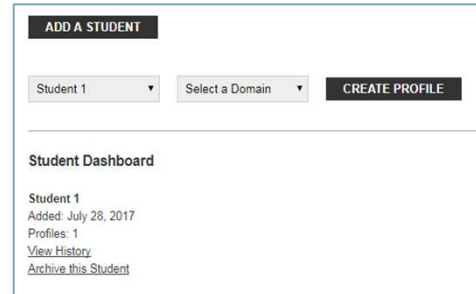 ADD A STUDENT
Student 1 Select a Domain CREATE PROFILE
Student Dashboard
Student 1
Added: July 28, 2017
Profiles: 1
View History
Archive this Student